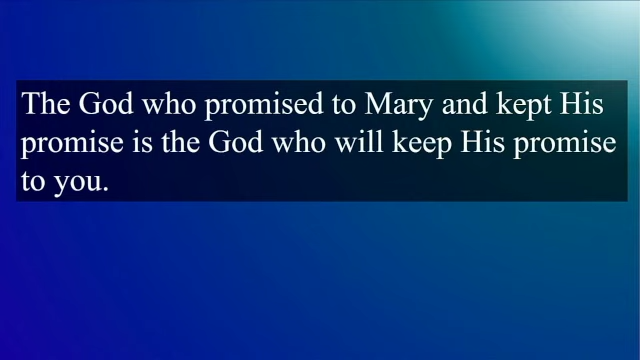 The God who promised to Mary and kept His
promise is the God who will keep His promise
to you.